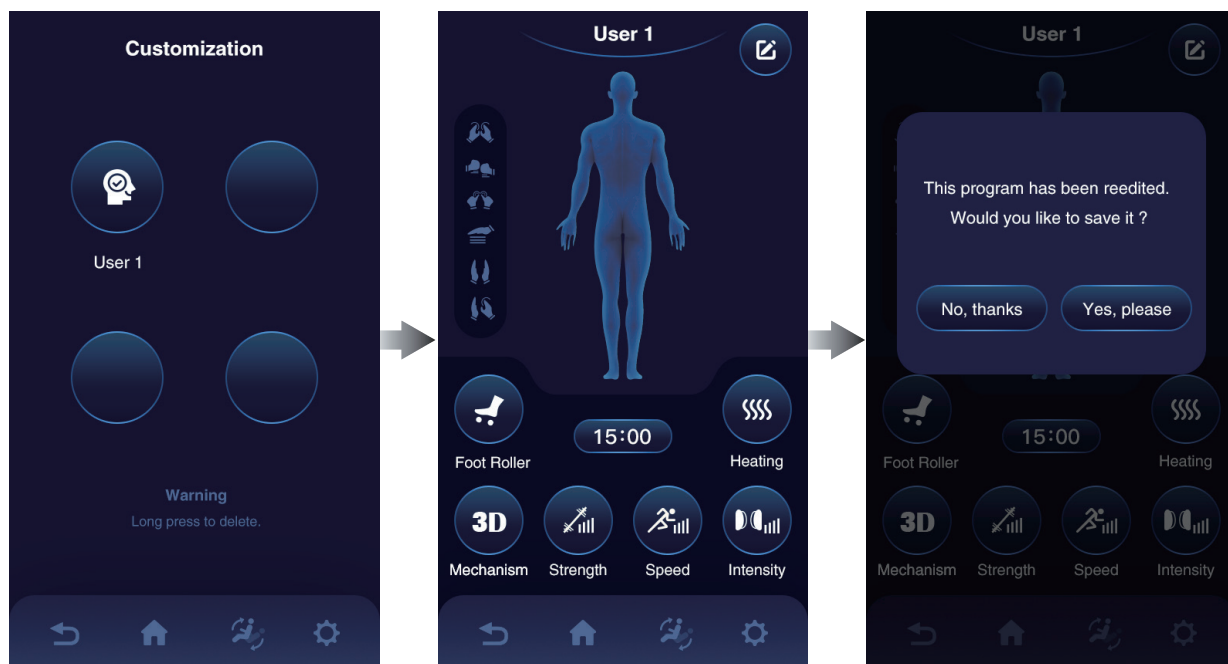 Customization
User 1
Warning
Long press to delete.
User 1
15:00
Foot Roller
Heating
3D
Mechanism
Strength
Speed
Intensity
User 1
This program has been reedited.
Would you like to save it ?
No, thanks
Yes, please
15:00
Foot Roller
Heating
3D
Mechanism
Strength
Speed
Intensity